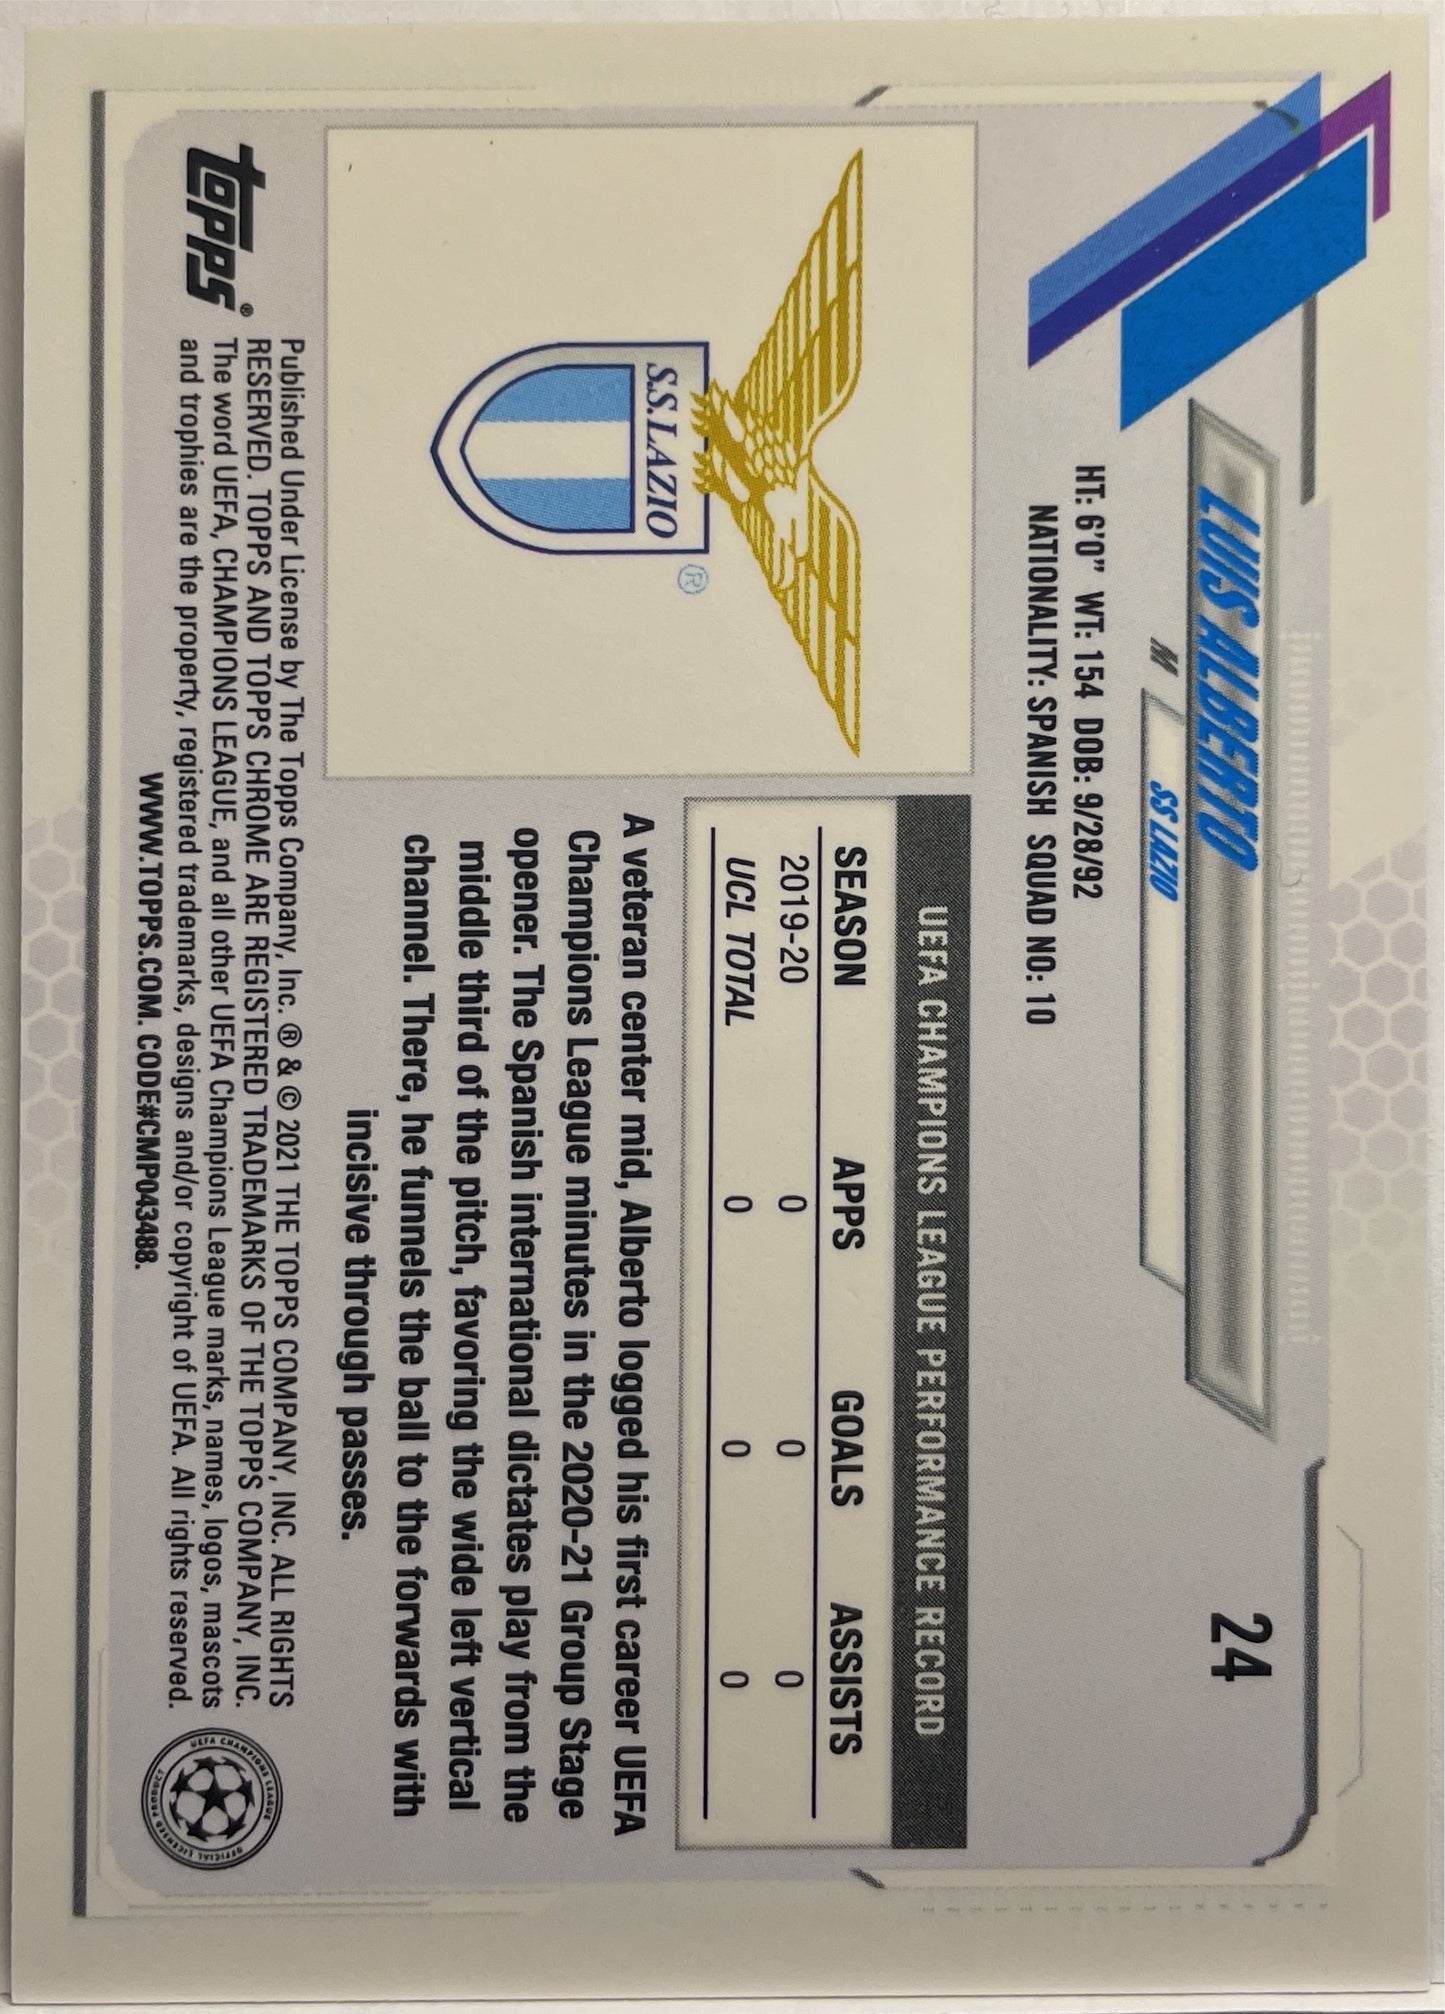 24
LUIS ALBERTO
M SS LAZIO
HT: 6'0" WT: 154 DOB: 9/28/92
NATIONALITY: SPANISH SQUAD NO: 10
S.S.LAZIO
®
UEFA CHAMPIONS LEAGUE PERFORMANCE RECORD
SEASON APPS GOALS ASSISTS
2019-20 0 0 0
UCL TOTAL 0 0 0
A veteran center mid, Alberto logged his first career UEFA
Champions League minutes in the 2020-21 Group Stage
opener. The Spanish international dictates play from the
middle third of the pitch, favoring the wide left vertical
channel. There, he funnels the ball to the forwards with
incisive through passes.
topps®
Published Under License by The Topps Company, Inc. ® & © 2021 THE TOPPS COMPANY, INC. ALL RIGHTS
RESERVED. TOPPS AND TOPPS CHROME ARE REGISTERED TRADEMARKS OF THE TOPPS COMPANY, INC.
The word UEFA, CHAMPIONS LEAGUE, and all other UEFA Champions League marks, names, logos, mascots
and trophies are the property, registered trademarks, designs and/or copyright of UEFA. All rights reserved.
WWW.TOPPS.COM. CODE#CMP043488.
UEFA CHAMPIONS LEAGUE
OFFICIAL LICENSED PRODUCT